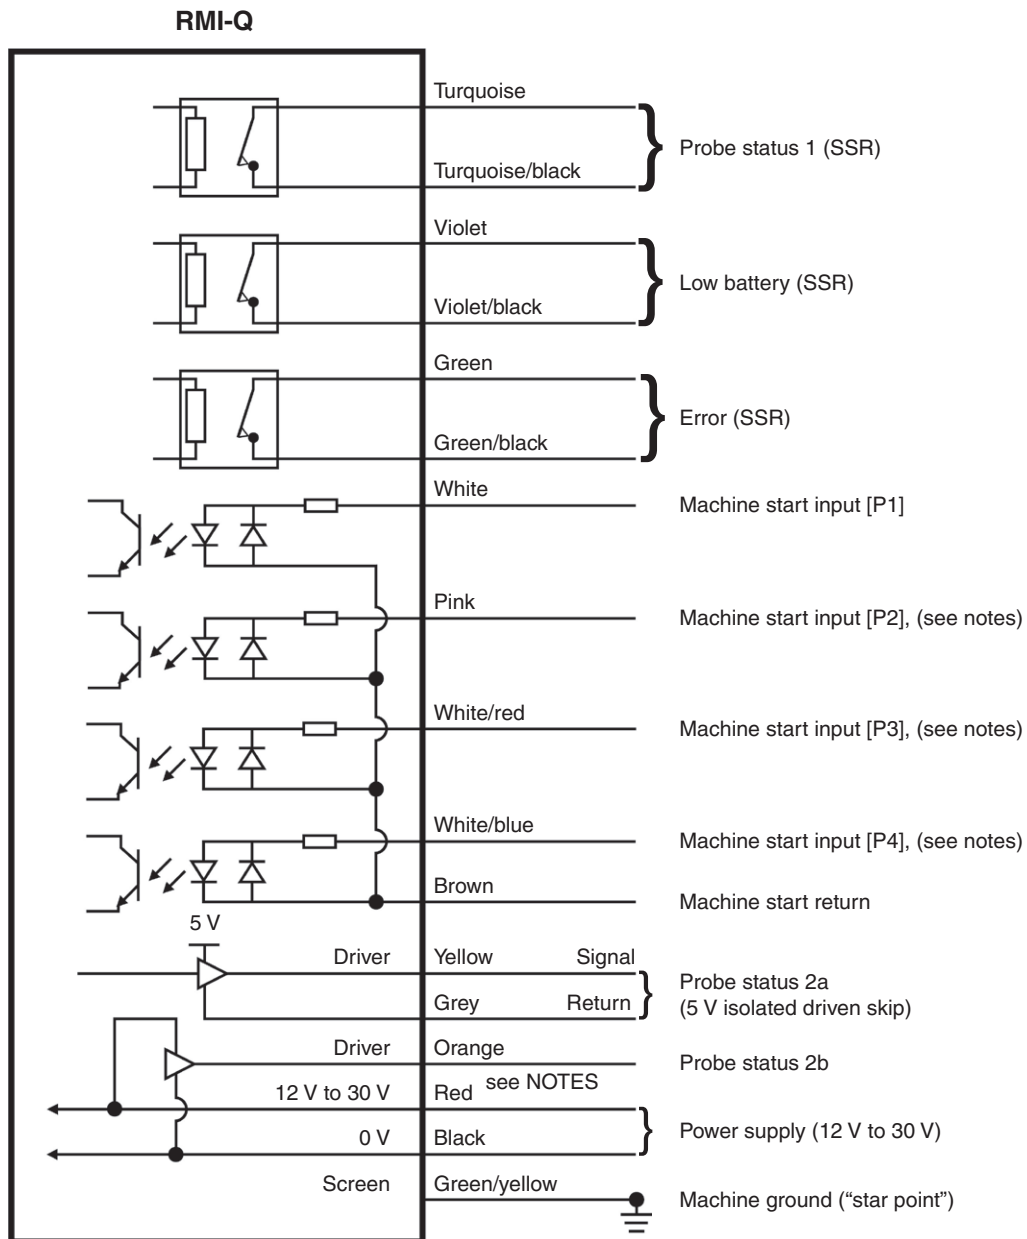 RMI-Q
Turquoise
Turquoise/black
Probe status 1 (SSR)
Violet
Violet/black
Low battery (SSR)
Green
Green/black
Error (SSR)
White
Machine start input [P1]
Pink
Machine start input [P2], (see notes)
White/red
Machine start input [P3], (see notes)
White/blue
Machine start input [P4], (see notes)
Brown
Machine start return
5 V
Driver Yellow Signal
Grey Return
Probe status 2a
(5 V isolated driven skip)
Driver Orange
Probe status 2b
12 V to 30 V Red see NOTES
0 V Black
Power supply (12 V to 30 V)
Screen Green/yellow
Machine ground (“star point”)